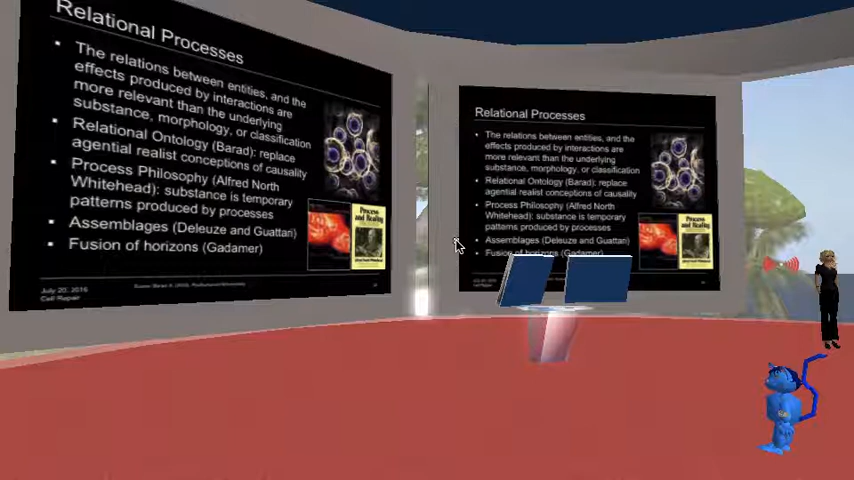 Relational Processes
The relations between entities, and the
effects produced by interactions are
more relevant than the underlying
substance, morphology, or classification
Relational Ontology (Barad): replace
agential realist conceptions of causality
Process Philosophy (Alfred North
Whitehead): substance is temporary
patterns produced by processes
Assemblages (Deleuze and Guattari)
Fusion of horizons (Gadamer)
July 20, 2016
Cell Repair
Process
and Reality
Relational Processes
The relations between entities, and the
effects produced by interactions are
more relevant than the underlying
substance, morphology, or classification
Relational Ontology (Barad): replace
agential realist conceptions of causality
Process Philosophy (Alfred North
Whitehead): substance is temporary
patterns produced by processes
Assemblages (Deleuze and Guattari)
Fusion of horizons (Gadamer)
Process
and Reality